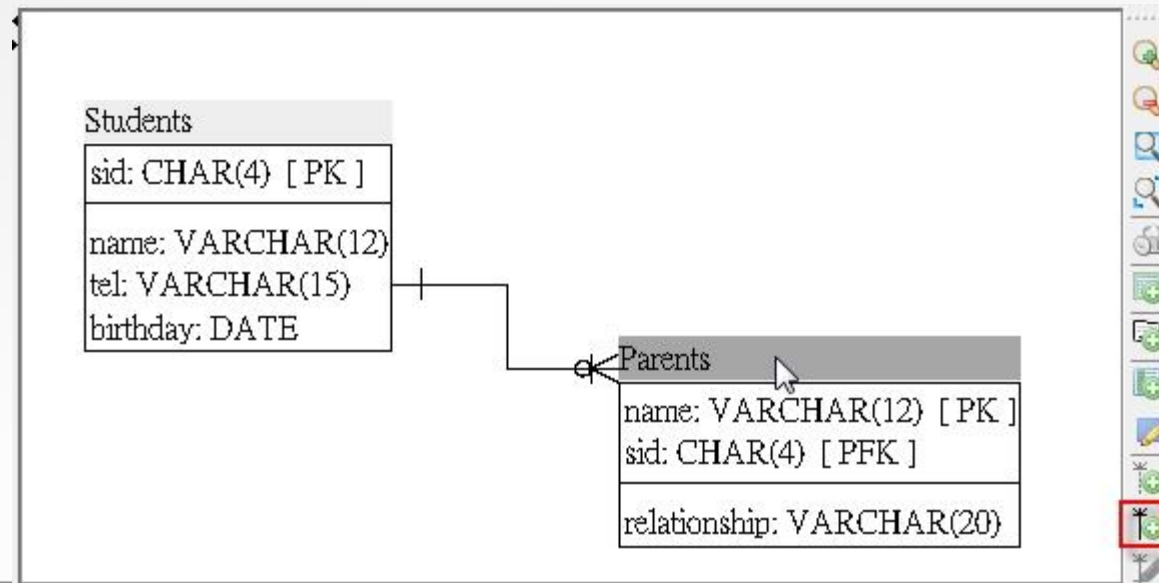 Students
sid: CHAR(4) [ PK ]
name: VARCHAR(12)
tel: VARCHAR(15)
birthday: DATE
Parents
name: VARCHAR(12) [ PK ]
sid: CHAR(4) [ PFK ]
relationship: VARCHAR(20)